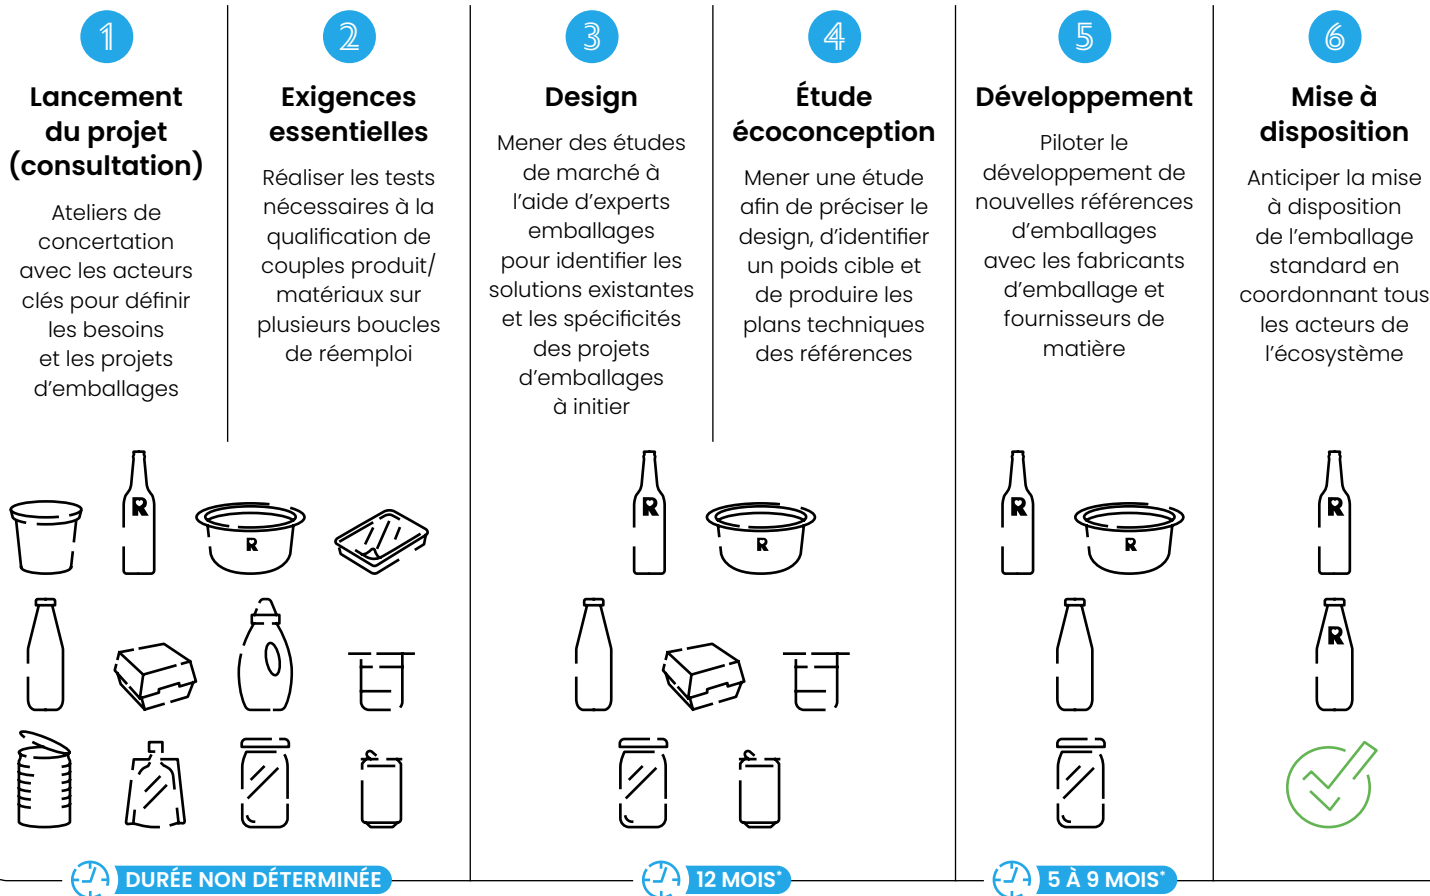 1
Lancement
du projet
(consultation)
Ateliers de
concertation
avec les acteurs
clés pour définir
les besoins
et les projets
d’emballages
2
Exigences
essentielles
Réaliser les tests
nécessaires à la
qualification de
couples produit/
matériaux sur
plusieurs boucles
de réemploi
3
Design
Mener des études
de marché à
l’aide d’experts
emballages
pour identifier les
solutions existantes
et les spécificités
des projets
d’emballages
à initier
4
Étude
écoconception
Mener une étude
afin de préciser le
design, d’identifier
un poids cible et
de produire les
plans techniques
des références
5
Développement
Piloter le
développement de
nouvelles références
d’emballages
avec les fabricants
d’emballage et
fournisseurs de
matière
6
Mise à
disposition
Anticiper la mise
à disposition
de l’emballage
standard en
coordonnant tous
les acteurs de
l’écosystème
R
R
R
R
R
R
R
R
DURÉE NON DÉTERMINÉE
12 MOIS*
5 À 9 MOIS*